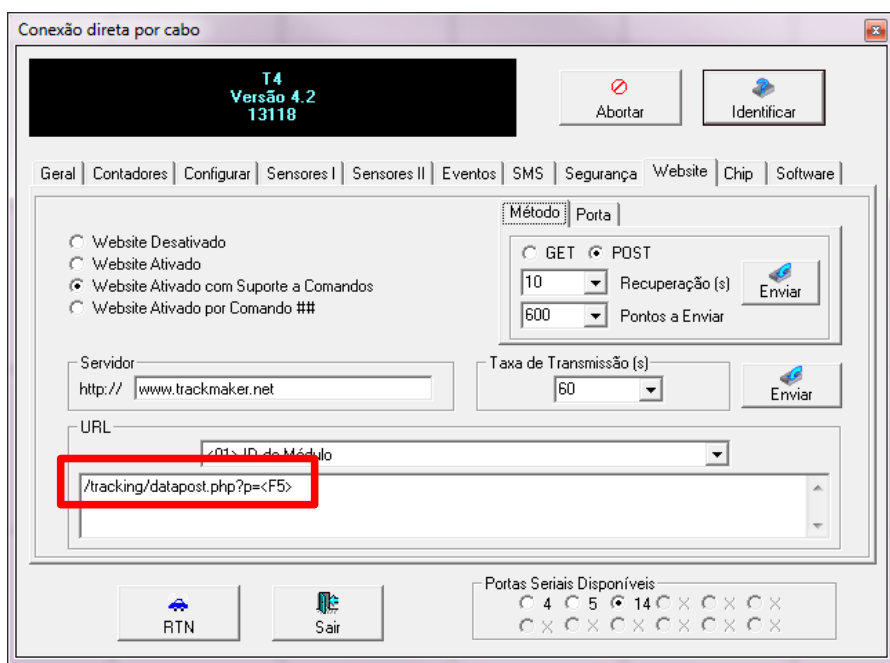 Conexão direta por cabo
T4
Versão 4.2
13118
Abortar
Identificar
Geral Contadores Configurar Sensores I Sensores II Eventos SMS Segurança Website Chip Software
Website Desativado
Website Ativado
Website Ativado com Suporte a Comandos
Website Ativado por Comando ##
Método Porta
GET POST
10 Recuperação (s)
Enviar
600 Pontos a Enviar
Servidor
http:// www.trackmaker.net
Taxa de Transmissão (s)
60
Enviar
URL
<01> ID do Módulo
/tracking/datapost.php?p=<F5>
RTN
Sair
Portas Seriais Disponíveis
4 5 14 X X X
X X X X X X